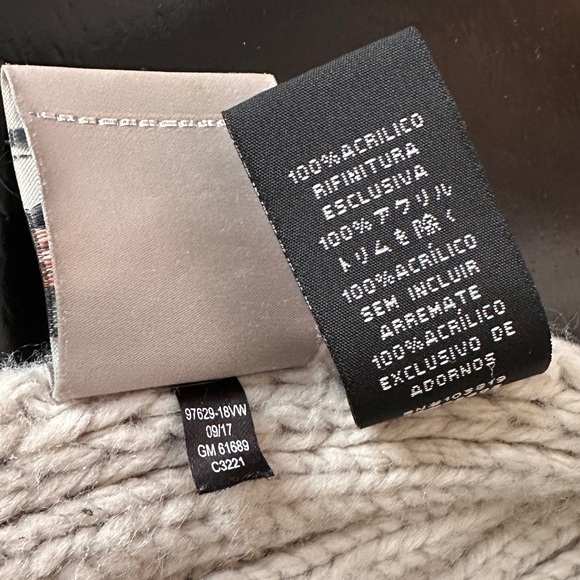 100%ACRILICO
RIFINITURA
ESCLUSIVA
100%アクリル
トリムを除く
100%ACRÍLICO
SEM INCLUIR
ARREMATE
100%ACRÍLICO
EXCLUSIVO DE
ADORNOS
97629-18VW
09/17
GM 61689
C3221